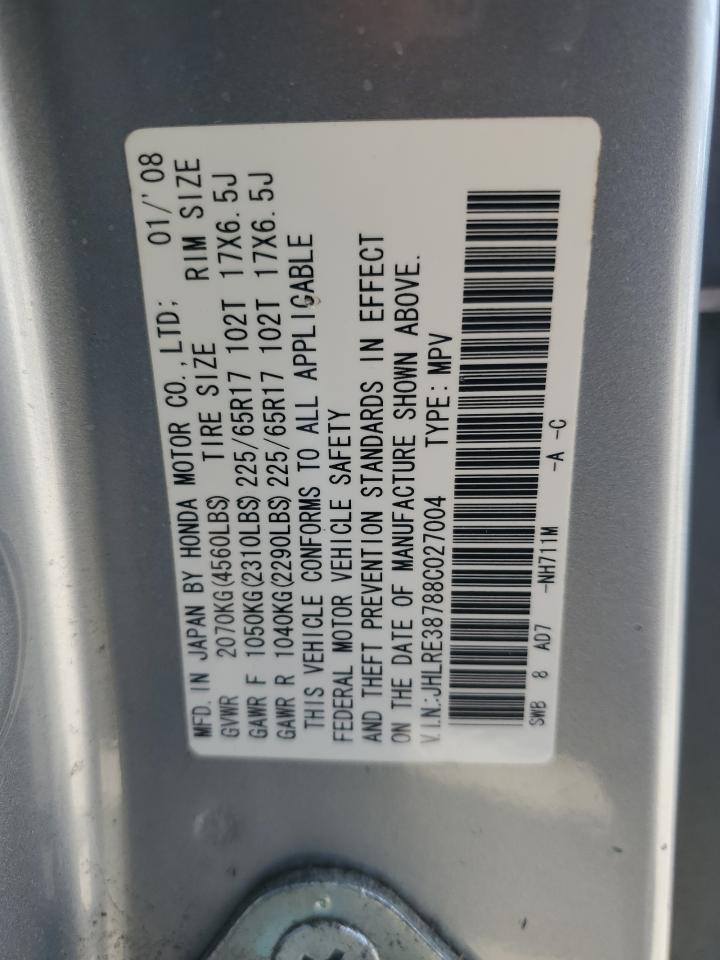 MFD. IN JAPAN BY HONDA MOTOR CO.,LTD; 01/'08
GVWR 2070KG(4560LBS) TIRE SIZE RIM SIZE
GAWR F 1050KG(2310LBS) 225/65R17 102T 17X6.5J
GAWR R 1040KG(2290LBS) 225/65R17 102T 17X6.5J
THIS VEHICLE CONFORMS TO ALL APPLICABLE
FEDERAL MOTOR VEHICLE SAFETY
AND THEFT PREVENTION STANDARDS IN EFFECT
ON THE DATE OF MANUFACTURE SHOWN ABOVE.
V.I.N.:JHLRE38788C027004 TYPE: MPV
SWB 8 AD7 -NH711M -A -C